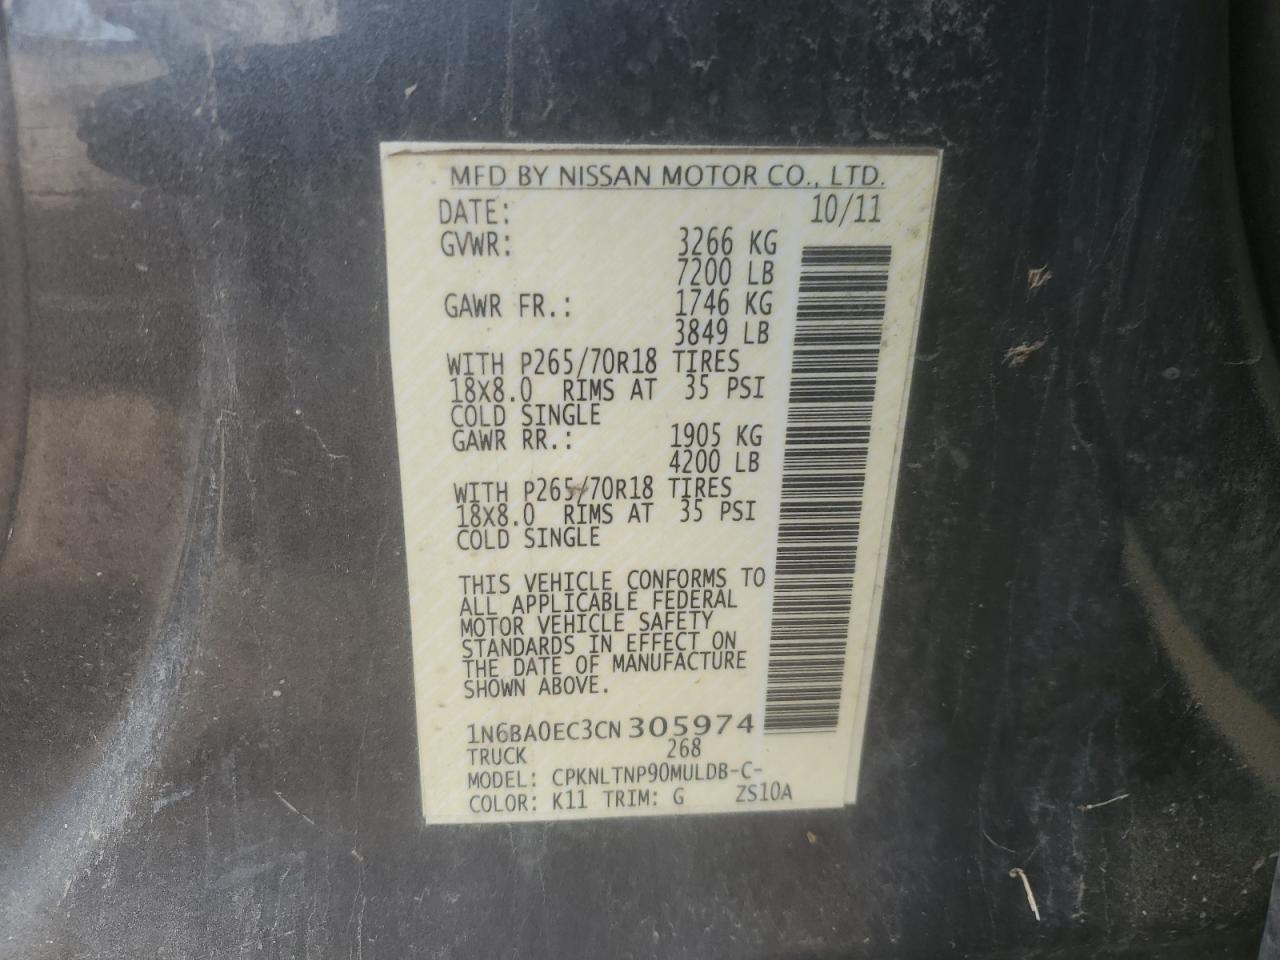 MFD BY NISSAN MOTOR CO., LTD.
DATE: 10/11
GVWR: 3266 KG
7200 LB
GAWR FR.: 1746 KG
3849 LB
WITH P265/70R18 TIRES
18X8.0 RIMS AT 35 PSI
COLD SINGLE
GAWR RR.: 1905 KG
4200 LB
WITH P265/70R18 TIRES
18X8.0 RIMS AT 35 PSI
COLD SINGLE
THIS VEHICLE CONFORMS TO
ALL APPLICABLE FEDERAL
MOTOR VEHICLE SAFETY
STANDARDS IN EFFECT ON
THE DATE OF MANUFACTURE
SHOWN ABOVE.
1N6BA0EC3CN305974
TRUCK 268
MODEL: CPKNLTNP90MULDB-C-
COLOR: K11 TRIM: G ZS10A